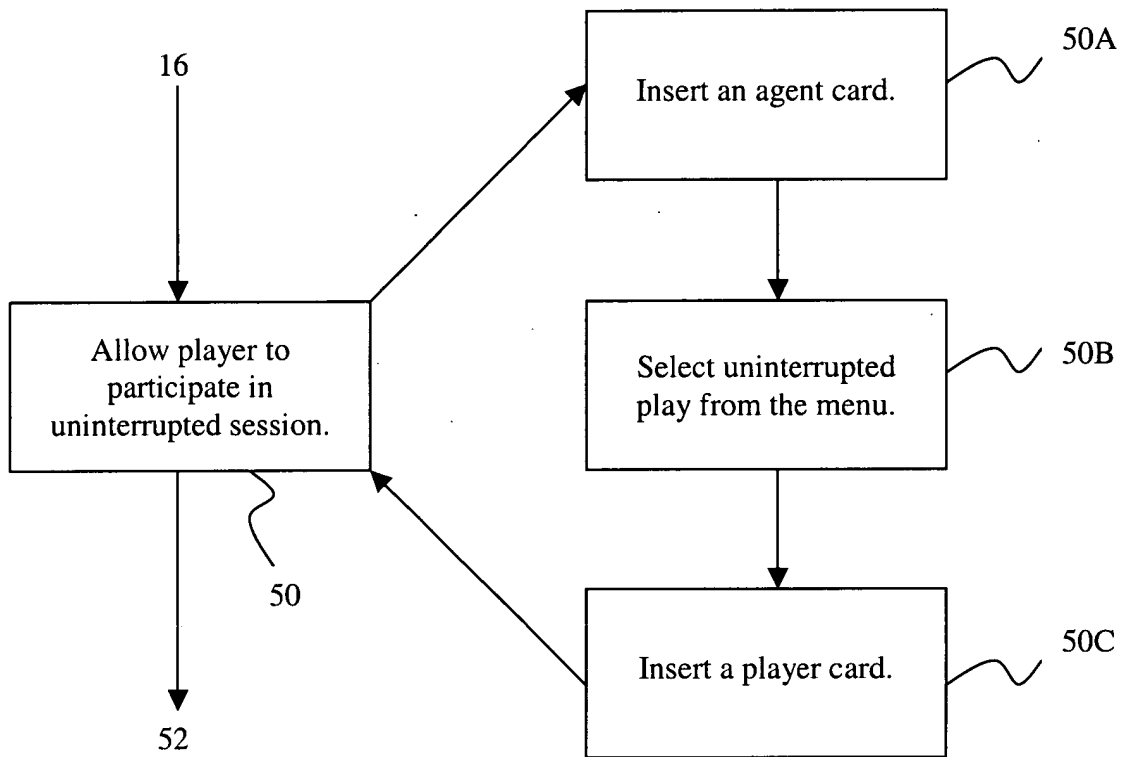 16
Allow player to
participate in
uninterrupted session.
50
52
Insert an agent card.
50A
Select uninterrupted
play from the menu.
50B
Insert a player card.
50C